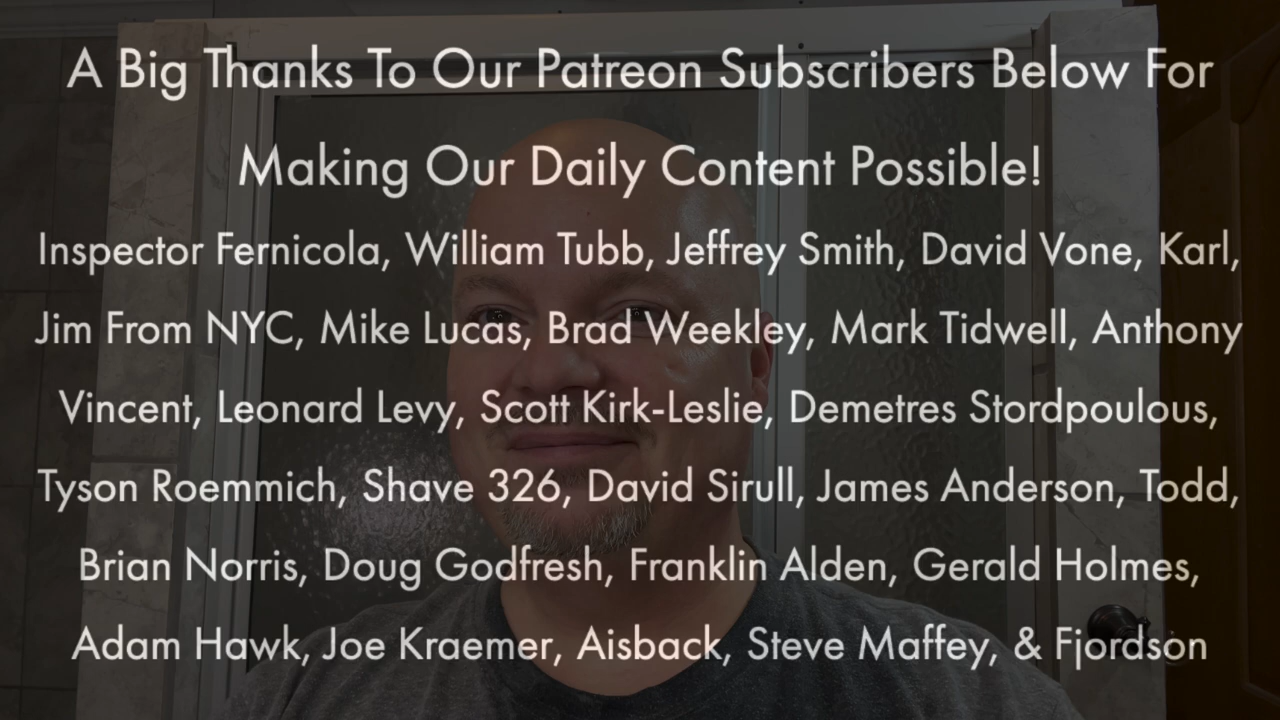 A Big Thanks To Our Patreon Subscribers Below For
Making Our Daily Content Possible!
Inspector Fernicola, William Tubb, Jeffrey Smith, David Vone, Karl,
Jim From NYC, Mike Lucas, Brad Weekley, Mark Tidwell, Anthony
Vincent, Leonard Levy, Scott Kirk-Leslie, Demetres Stordpoulous,
Tyson Roemmich, Shave 326, David Sirull, James Anderson, Todd,
Brian Norris, Doug Godfresh, Franklin Alden, Gerald Holmes,
Adam Hawk, Joe Kraemer, Aisback, Steve Maffey, & Fjordson